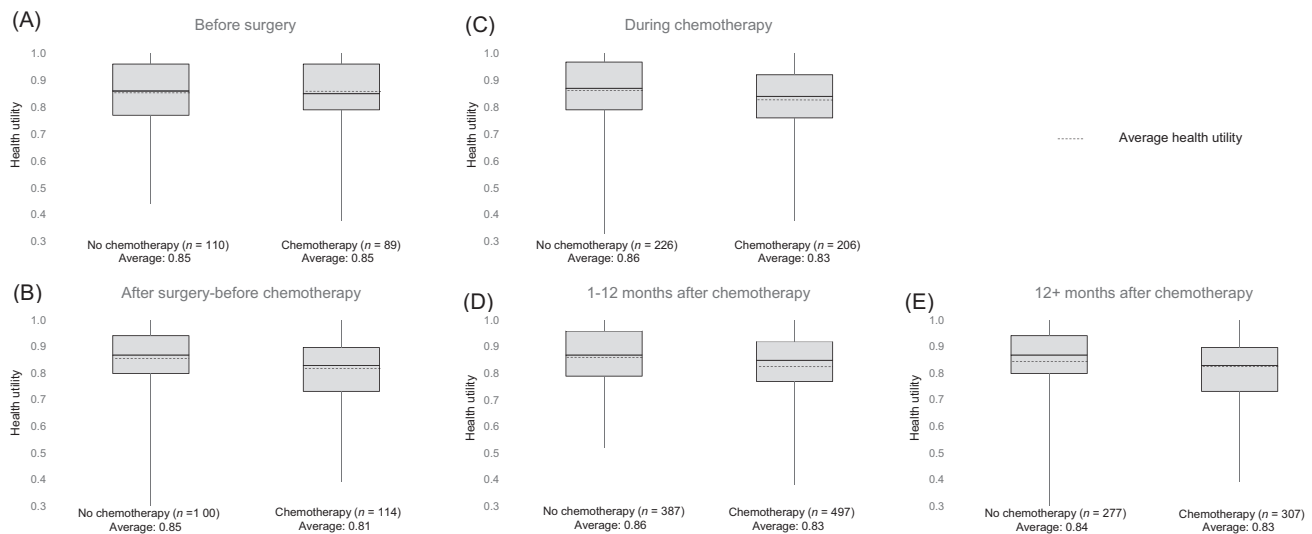 (A)
Before surgery
Health utility
1.0
0.9
0.8
0.7
0.6
0.5
0.4
0.3
No chemotherapy (n = 110)
Average: 0.85
Chemotherapy (n = 89)
Average: 0.85
(C)
During chemotherapy
Health utility
1.0
0.9
0.8
0.7
0.6
0.5
0.4
0.3
No chemotherapy (n = 226)
Average: 0.86
Chemotherapy (n = 206)
Average: 0.83
Average health utility
(B)
After surgery-before chemotherapy
Health utility
1.0
0.9
0.8
0.7
0.6
0.5
0.4
0.3
No chemotherapy (n =1 00)
Average: 0.85
Chemotherapy (n = 114)
Average: 0.81
(D)
1-12 months after chemotherapy
Health utility
1.0
0.9
0.8
0.7
0.6
0.5
0.4
0.3
No chemotherapy (n = 387)
Average: 0.86
Chemotherapy (n = 497)
Average: 0.83
(E)
12+ months after chemotherapy
Health utility
1.0
0.9
0.8
0.7
0.6
0.5
0.4
0.3
No chemotherapy (n = 277)
Average: 0.84
Chemotherapy (n = 307)
Average: 0.83